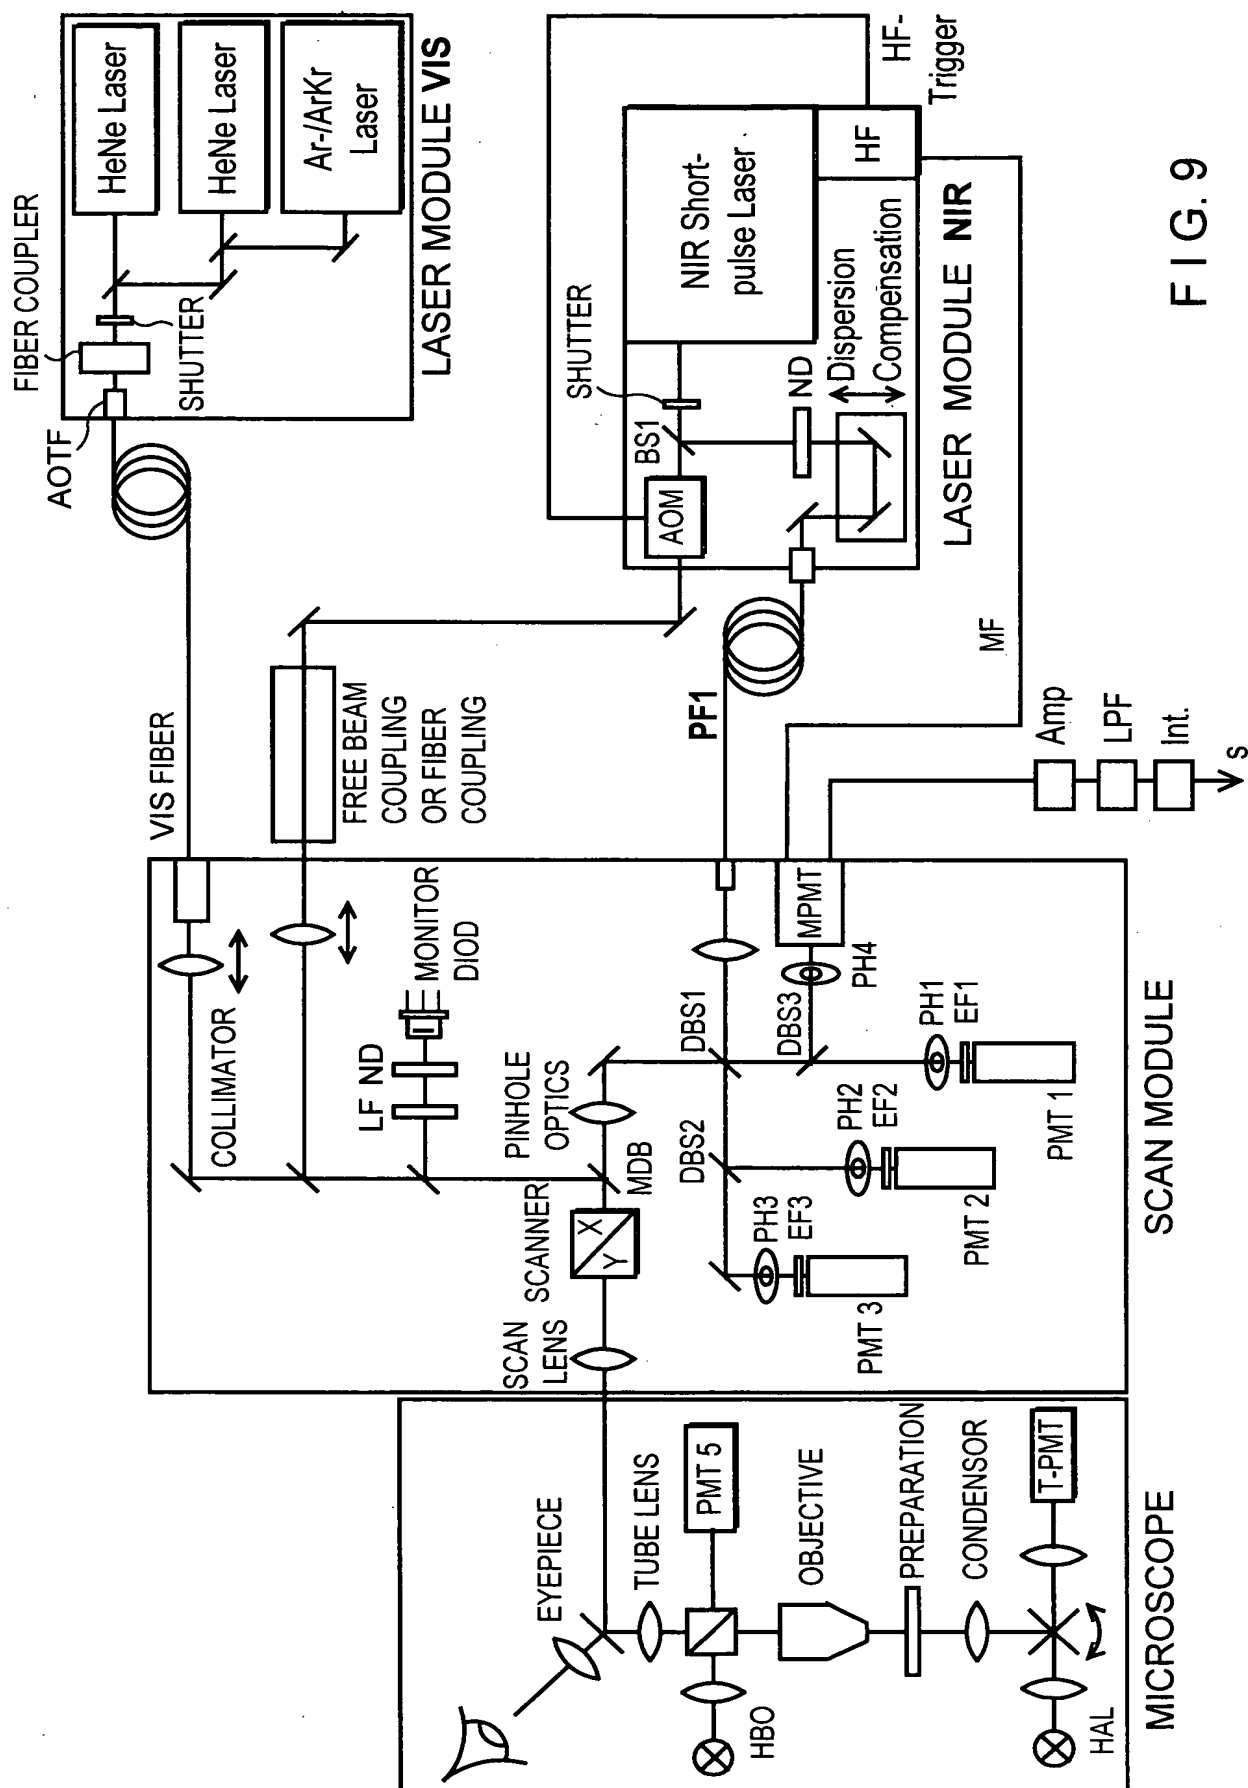 HeNe Laser
HeNe Laser
Ar-/ArKr
Laser
LASER MODULE VIS
FIBER COUPLER
SHUTTER
AOTF
VIS FIBER
FREE BEAM
COUPLING
OR FIBER
COUPLING
HF-
Trigger
NIR Short-
pulse Laser
HF
SHUTTER
BS1
AOM
ND
Dispersion
Compensation
LASER MODULE NIR
PF1
MF
Amp
LPF
Int.
s
COLLIMATOR
MONITOR
DIOD
LF ND
PINHOLE
OPTICS
MDB
SCANNER
X
Y
SCAN
LENS
DBS1
DBS2
DBS3
MPMT
PH4
PH1
EF1
PMT 1
PH2
EF2
PMT 2
PH3
EF3
PMT 3
SCAN MODULE
EYEPIECE
TUBE LENS
PMT 5
HBO
OBJECTIVE
PREPARATION
CONDENSOR
T-PMT
HAL
MICROSCOPE
F I G. 9